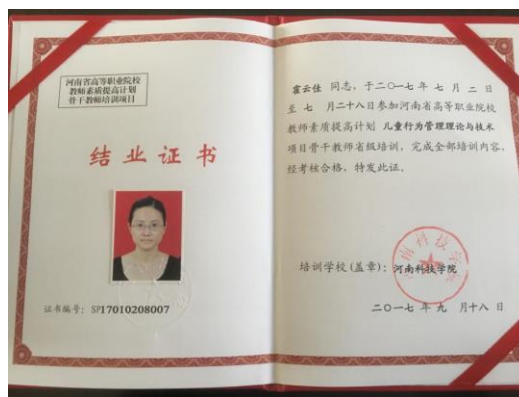 河南省高等职业院校
教师素质提高计划
骨干教师培训项目
结业证书
证书编号：SP17010208007
霍云佳 同志，于二〇一七年 七 月 二 日
至 七 月二十八日参加河南省高等职业院校
教师素质提高计划 儿童行为管理理论与技术
项目骨干教师省级培训，完成全部培训内容，
经考核合格，特发此证。
培训学校(盖章)：河南科技学院
河南科技学院
二〇一七 年 九 月十八 日